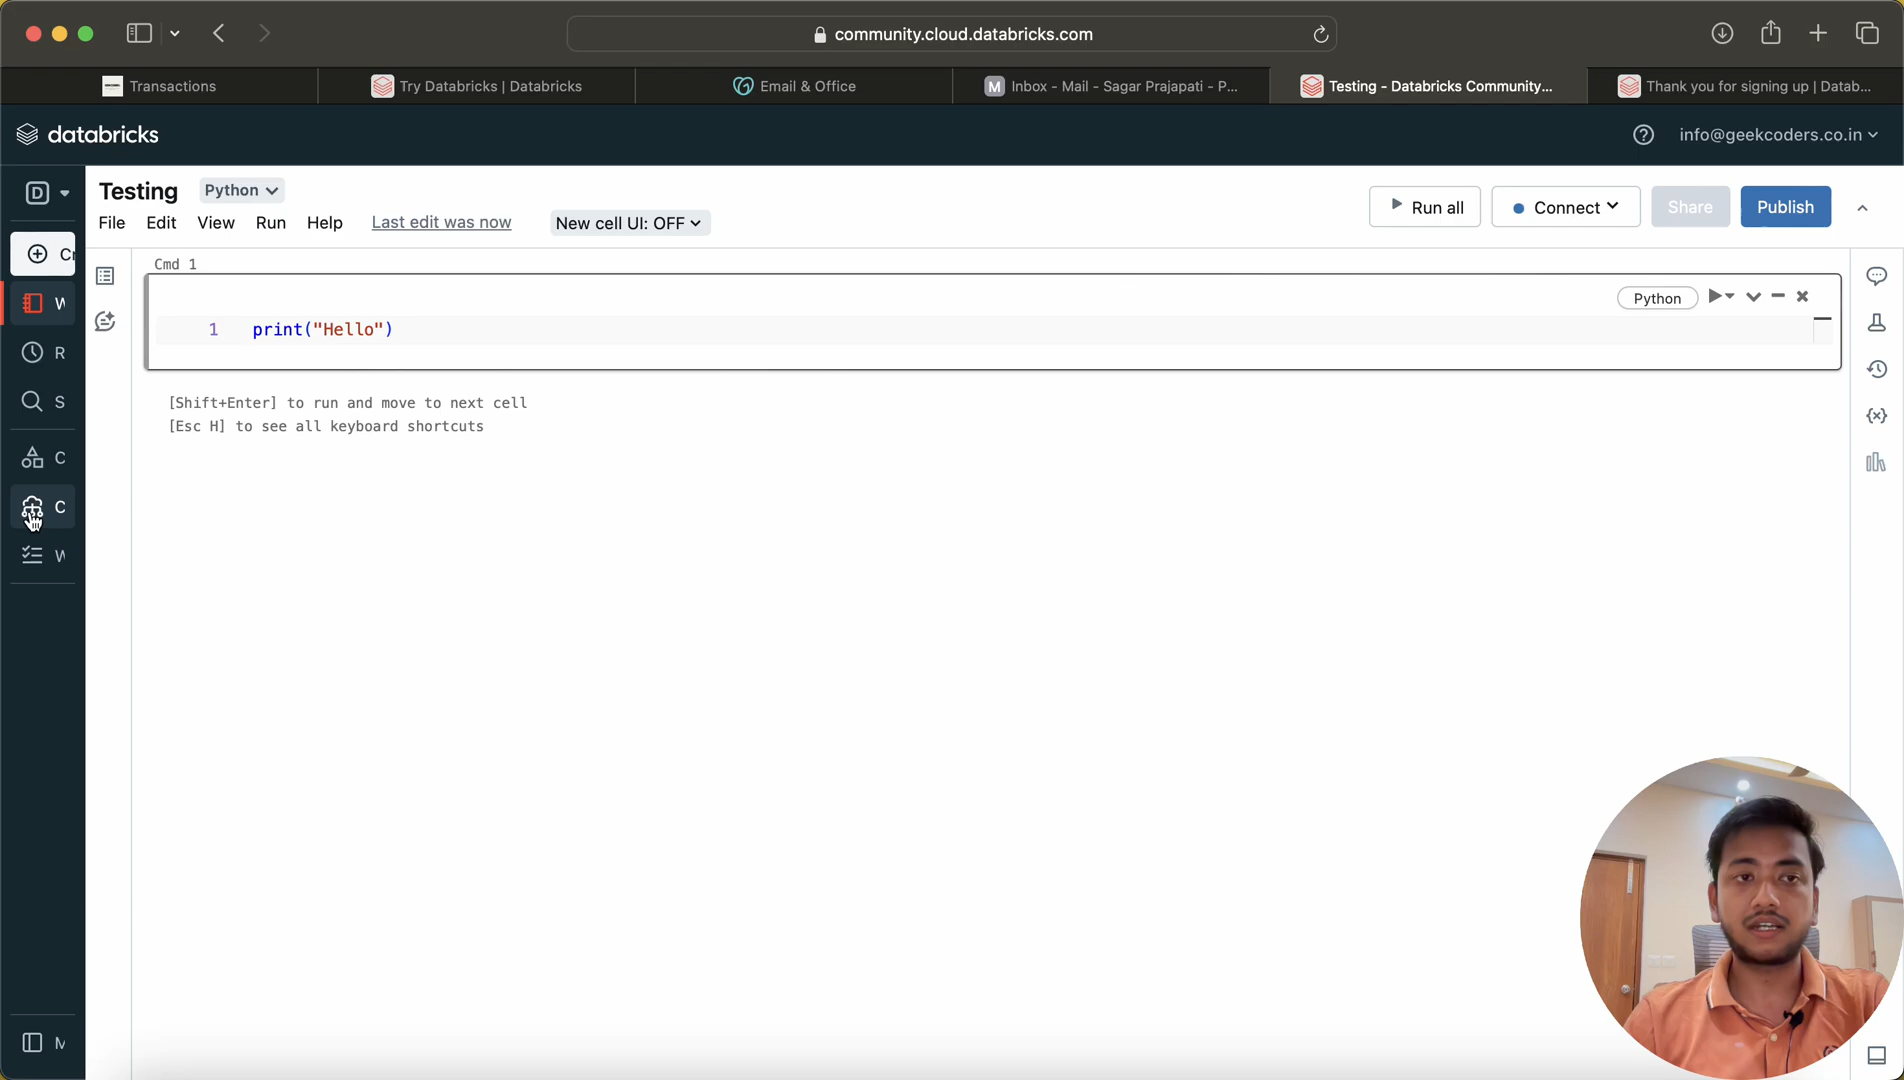 community.cloud.databricks.com
Transactions
Try Databricks | Databricks
Email & Office
M Inbox - Mail - Sagar Prajapati - P...
Testing - Databricks Community...
Thank you for signing up | Datab...
databricks
info@geekcoders.co.in
D
Testing
Python
File Edit View Run Help
Last edit was now
New cell UI: OFF
Run all
Connect
Share
Publish
Cr
W
R
S
C
C
W
M
Cmd 1
Python
1 print("Hello")
[Shift+Enter] to run and move to next cell
[Esc H] to see all keyboard shortcuts